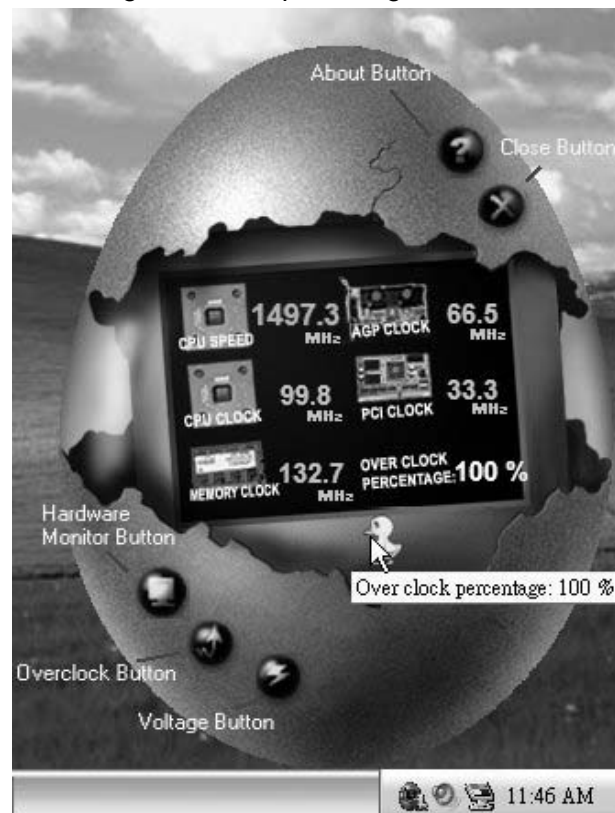 About Button
Close Button
1497.3 MHz
CPU SPEED
66.5 MHz
AGP CLOCK
99.8 MHz
CPU CLOCK
33.3 MHz
PCI CLOCK
132.7 MHz
MEMORY CLOCK
OVER CLOCK
PERCENTAGE:100 %
Hardware
Monitor Button
Over clock percentage: 100 %
Overclock Button
Voltage Button
11:46 AM